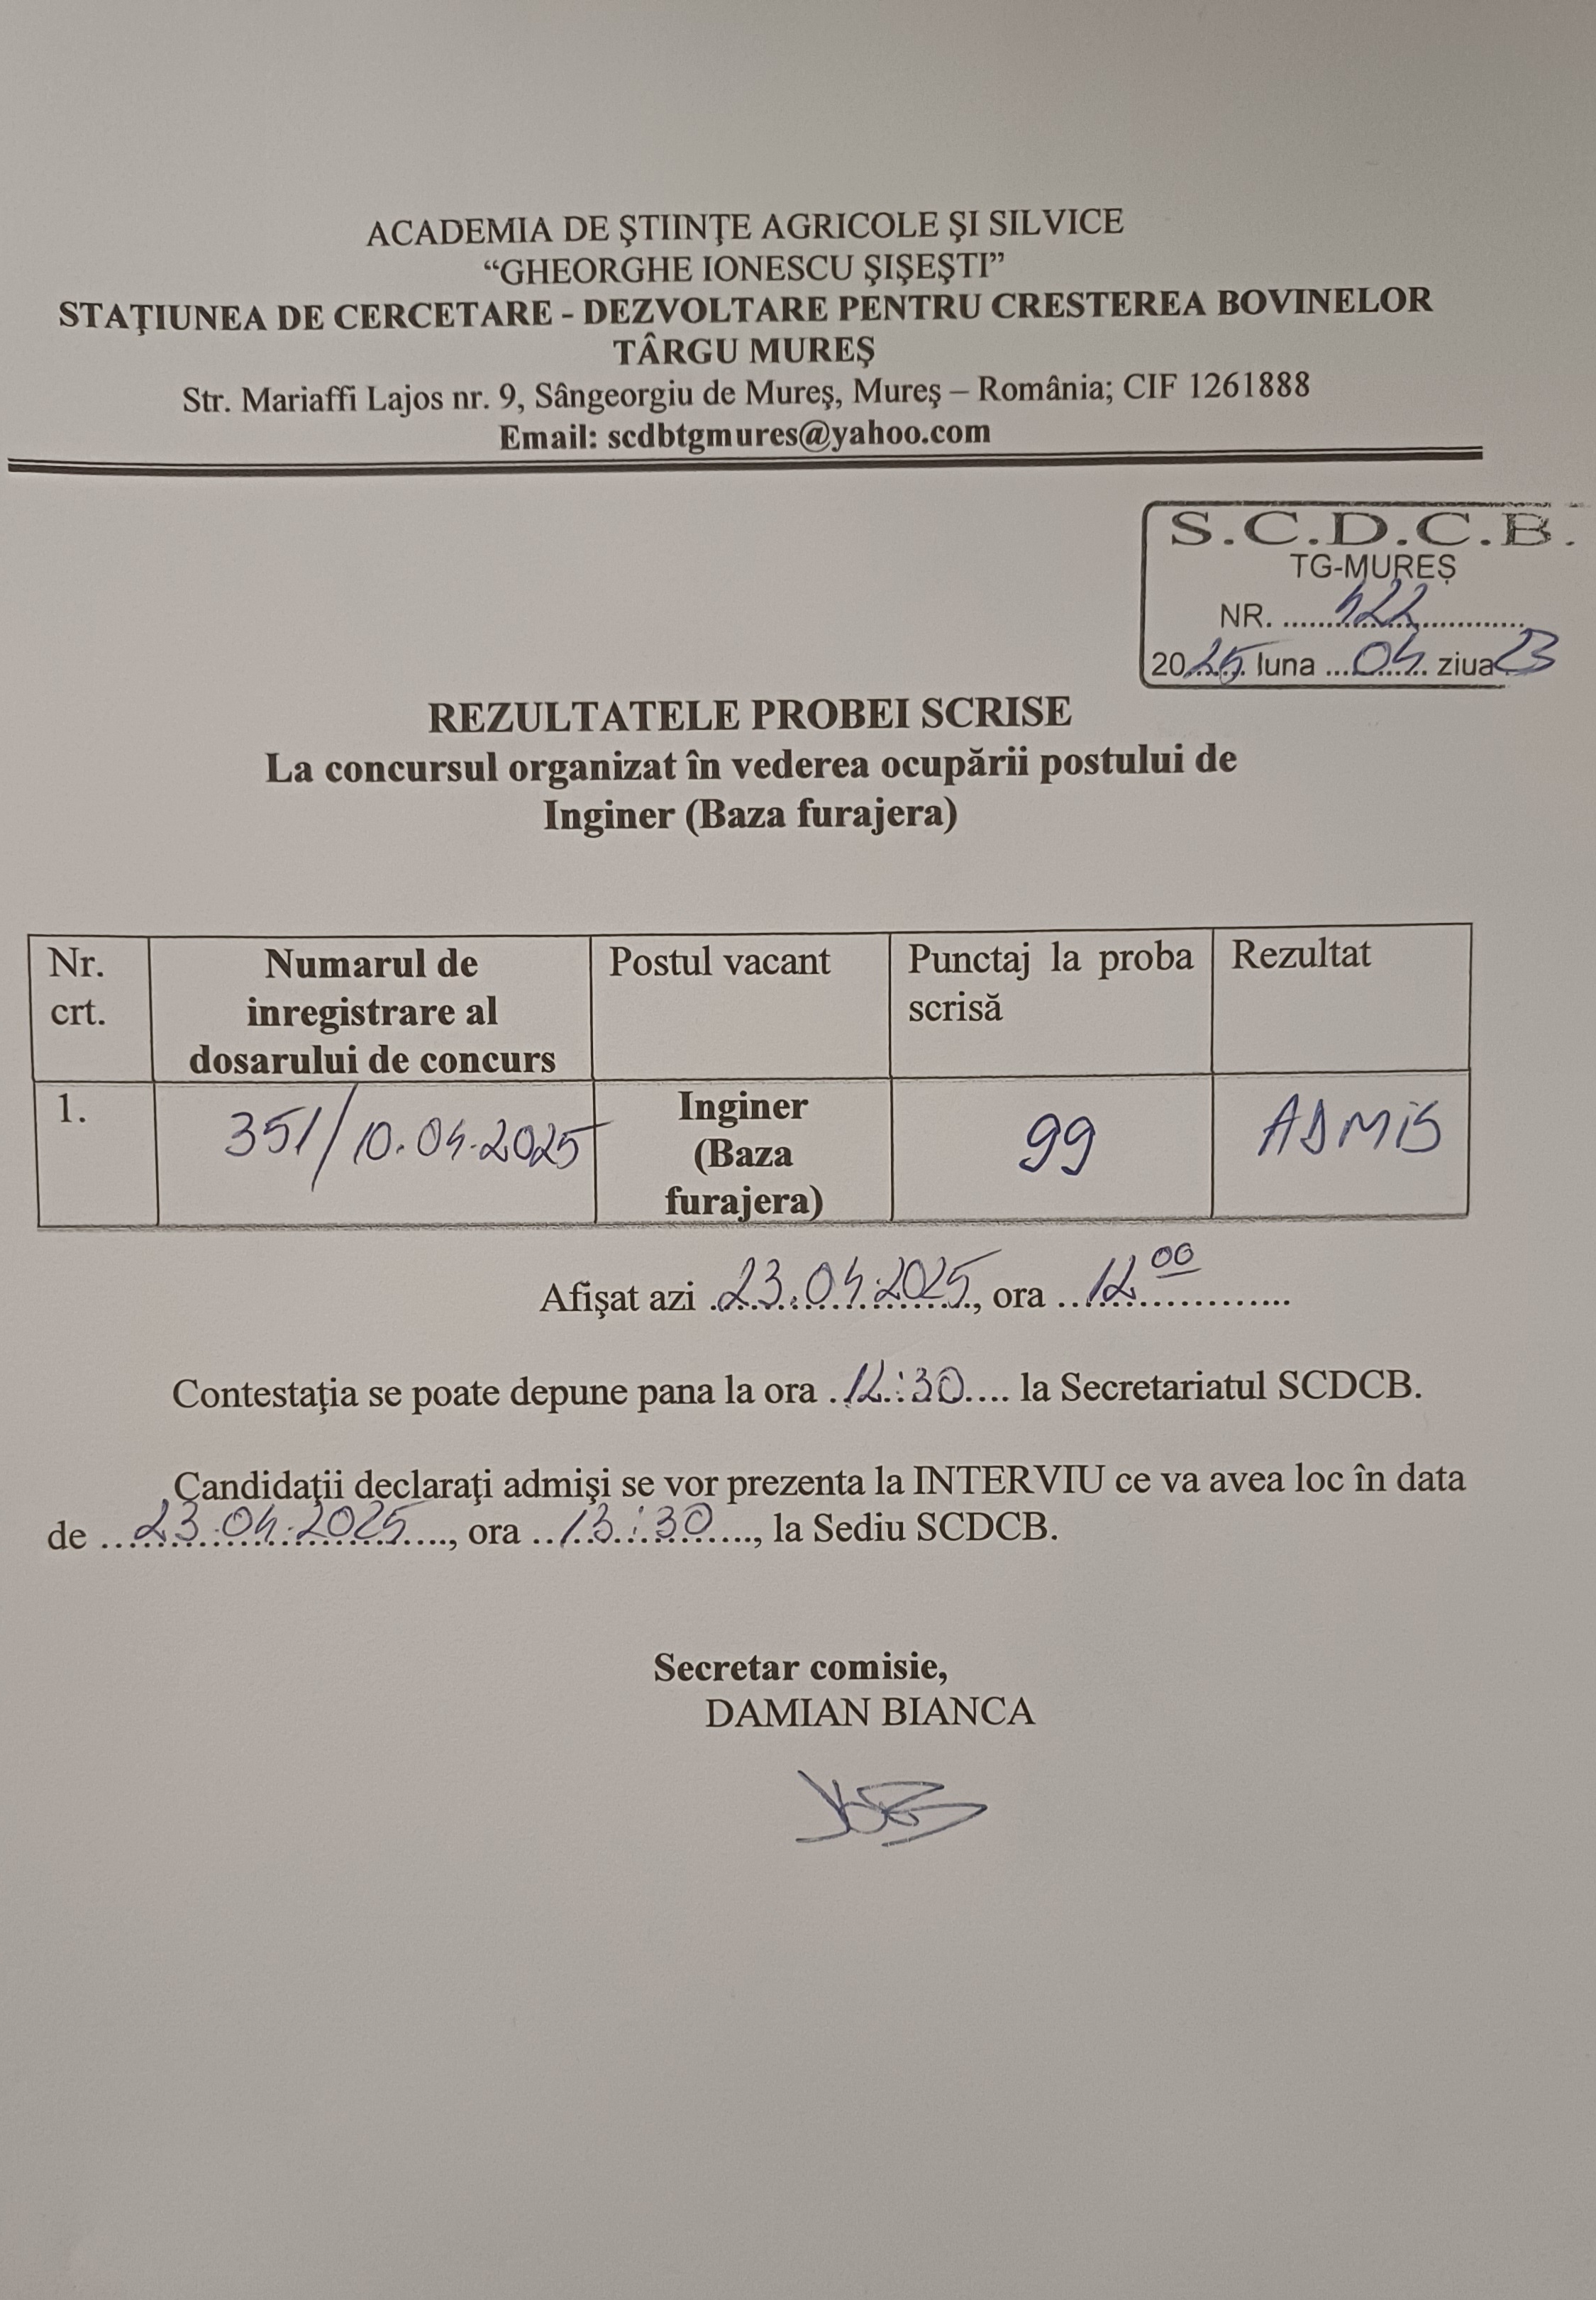 ACADEMIA DE ŞTIINŢE AGRICOLE ŞI SILVICE
“GHEORGHE IONESCU ŞIŞEŞTI”
STAŢIUNEA DE CERCETARE - DEZVOLTARE PENTRU CRESTEREA BOVINELOR
TÂRGU MUREŞ
Str. Mariaffi Lajos nr. 9, Sângeorgiu de Mureş, Mureş – România; CIF 1261888
Email: scdbtgmures@yahoo.com
S.C.D.C.B.
TG-MUREȘ
NR. ...422...
2025 luna ...04... ziua 23
REZULTATELE PROBEI SCRISE
La concursul organizat în vederea ocupării postului de
Inginer (Baza furajera)
Nr. crt.
Numarul de inregistrare al dosarului de concurs
Postul vacant
Punctaj la proba scrisă
Rezultat
1.
351/10.04.2025
Inginer (Baza furajera)
99
ADMIS
Afişat azi .23.04.2025., ora ..12 00..........
Contestaţia se poate depune pana la ora .12:30.... la Secretariatul SCDCB.
Candidaţii declaraţi admişi se vor prezenta la INTERVIU ce va avea loc în data
de ...23.04.2025...., ora ..13:30...., la Sediu SCDCB.
Secretar comisie,
DAMIAN BIANCA